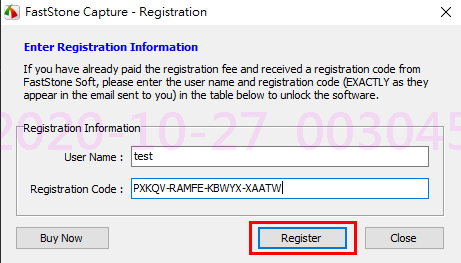 FastStone Capture - Registration
Enter Registration Information
If you have already paid the registration fee and received a registration code from
FastStone Soft, please enter the user name and registration code (EXACTLY as they
appear in the email sent to you) in the table below to unlock the software.
2020-10-27 003045
Registration Information
User Name : test
Registration Code : PXKQV-RAMFE-KBWYX-XAATW
Buy Now Register Close